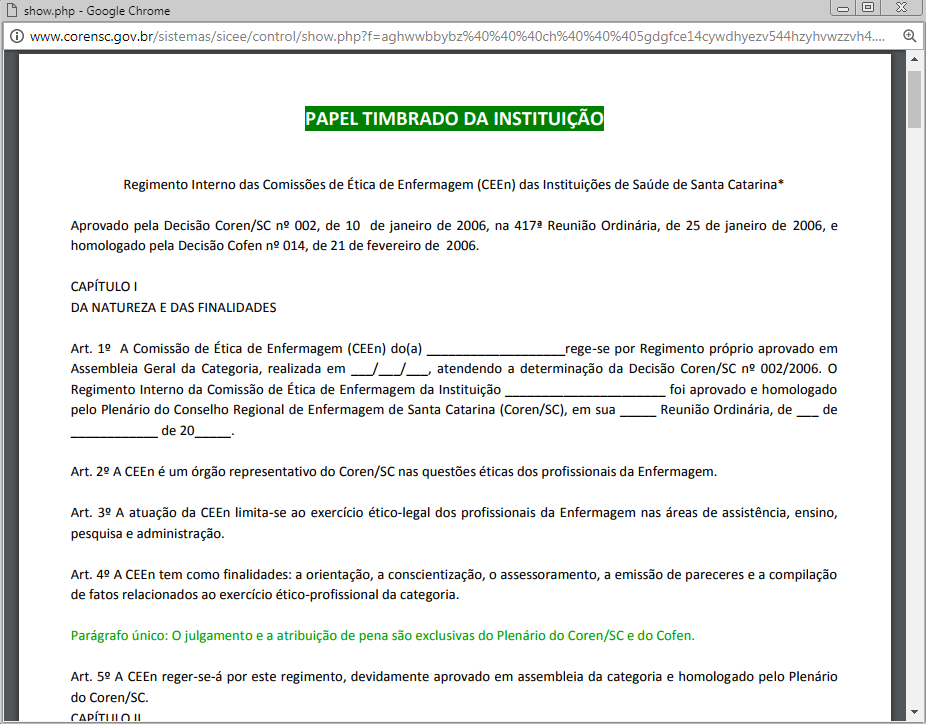 show.php - Google Chrome
www.corensc.gov.br/sistemas/sicee/control/show.php?f=aghwwbbybz%40%40%40ch%40%40%405gdgfce14cywdhyezv544hzyhvwzzvh4....
PAPEL TIMBRADO DA INSTITUIÇÃO
Regimento Interno das Comissões de Ética de Enfermagem (CEEn) das Instituições de Saúde de Santa Catarina*
Aprovado pela Decisão Coren/SC nº 002, de 10 de janeiro de 2006, na 417ª Reunião Ordinária, de 25 de janeiro de 2006, e
homologado pela Decisão Cofen nº 014, de 21 de fevereiro de 2006.
CAPÍTULO I
DA NATUREZA E DAS FINALIDADES
Art. 1º A Comissão de Ética de Enfermagem (CEEn) do(a) ____________________rege-se por Regimento próprio aprovado em
Assembleia Geral da Categoria, realizada em ___/___/___, atendendo a determinação da Decisão Coren/SC nº 002/2006. O
Regimento Interno da Comissão de Ética de Enfermagem da Instituição _______________________ foi aprovado e homologado
pelo Plenário do Conselho Regional de Enfermagem de Santa Catarina (Coren/SC), em sua _____ Reunião Ordinária, de ___ de
____________ de 20_____.
Art. 2º A CEEn é um órgão representativo do Coren/SC nas questões éticas dos profissionais da Enfermagem.
Art. 3º A atuação da CEEn limita-se ao exercício ético-legal dos profissionais da Enfermagem nas áreas de assistência, ensino,
pesquisa e administração.
Art. 4º A CEEn tem como finalidades: a orientação, a conscientização, o assessoramento, a emissão de pareceres e a compilação
de fatos relacionados ao exercício ético-profissional da categoria.
Parágrafo único: O julgamento e a atribuição de pena são exclusivas do Plenário do Coren/SC e do Cofen.
Art. 5º A CEEn reger-se-á por este regimento, devidamente aprovado em assembleia da categoria e homologado pelo Plenário
do Coren/SC.
CAPÍTULO II